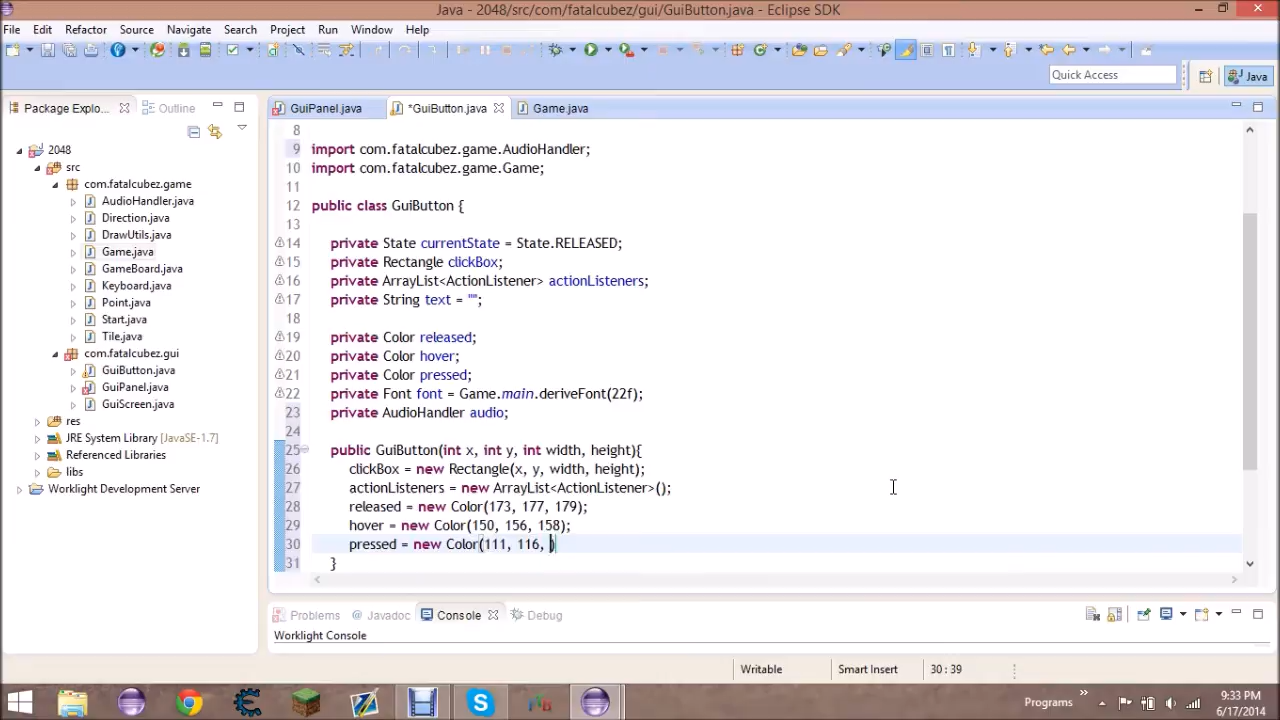 Java - 2048/src/com/fatalcubez/gui/GuiButton.java - Eclipse SDK
File Edit Refactor Source Navigate Search Project Run Window Help
Quick Access
Java
Package Explo...
Outline
GuiPanel.java
*GuiButton.java
Game.java
2048
src
com.fatalcubez.game
AudioHandler.java
Direction.java
DrawUtils.java
Game.java
GameBoard.java
Keyboard.java
Point.java
Start.java
Tile.java
com.fatalcubez.gui
GuiButton.java
GuiPanel.java
GuiScreen.java
res
JRE System Library [JavaSE-1.7]
Referenced Libraries
libs
Worklight Development Server
8
9 import com.fatalcubez.game.AudioHandler;
10 import com.fatalcubez.game.Game;
11
12 public class GuiButton {
13
14 private State currentState = State.RELEASED;
15 private Rectangle clickBox;
16 private ArrayList<ActionListener> actionListeners;
17 private String text = "";
18
19 private Color released;
20 private Color hover;
21 private Color pressed;
22 private Font font = Game.main.deriveFont(22f);
23 private AudioHandler audio;
24
25 public GuiButton(int x, int y, int width, height){
26 clickBox = new Rectangle(x, y, width, height);
27 actionListeners = new ArrayList<ActionListener>();
28 released = new Color(173, 177, 179);
29 hover = new Color(150, 156, 158);
30 pressed = new Color(111, 116, )
31 }
Problems Javadoc Console Debug
Worklight Console
Writable Smart Insert 30 : 39
Programs
9:33 PM
6/17/2014